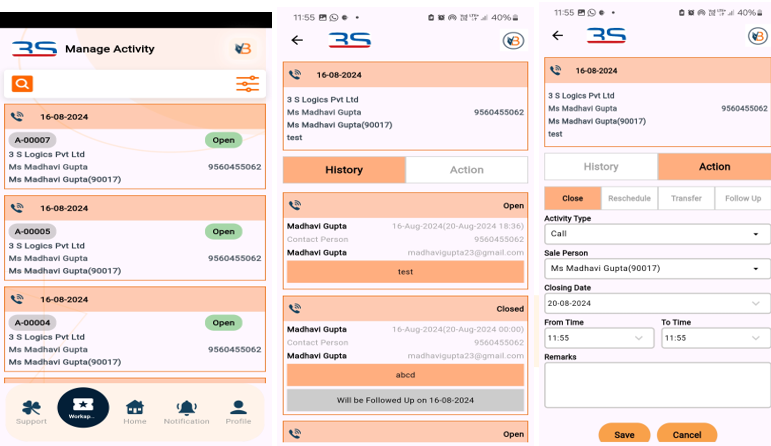 3S Manage Activity
16-08-2024
A-00007 Open
3 S Logics Pvt Ltd
Ms Madhavi Gupta 9560455062
Ms Madhavi Gupta(90017)
16-08-2024
A-00005 Open
3 S Logics Pvt Ltd
Ms Madhavi Gupta 9560455062
Ms Madhavi Gupta(90017)
16-08-2024
A-00004 Open
3 S Logics Pvt Ltd
Ms Madhavi Gupta 9560455062
Ms Madhavi Gupta(90017)
Support
Workap...
Home
Notification
Profile
11:55 40%
3S
16-08-2024
3 S Logics Pvt Ltd
Ms Madhavi Gupta 9560455062
Ms Madhavi Gupta(90017)
test
History Action
Open
Madhavi Gupta 16-Aug-2024(20-Aug-2024 18:36)
Contact Person 9560455062
Madhavi Gupta madhavigupta23@gmail.com
test
Closed
Madhavi Gupta 16-Aug-2024(20-Aug-2024 00:00)
Contact Person 9560455062
Madhavi Gupta madhavigupta23@gmail.com
abcd
Will be Followed Up on 16-08-2024
Open
11:55 40%
3S
16-08-2024
3 S Logics Pvt Ltd
Ms Madhavi Gupta 9560455062
Ms Madhavi Gupta(90017)
test
History Action
Close Reschedule Transfer Follow Up
Activity Type
Call
Sale Person
Ms Madhavi Gupta(90017)
Closing Date
20-08-2024
From Time To Time
11:55 11:55
Remarks
Save Cancel